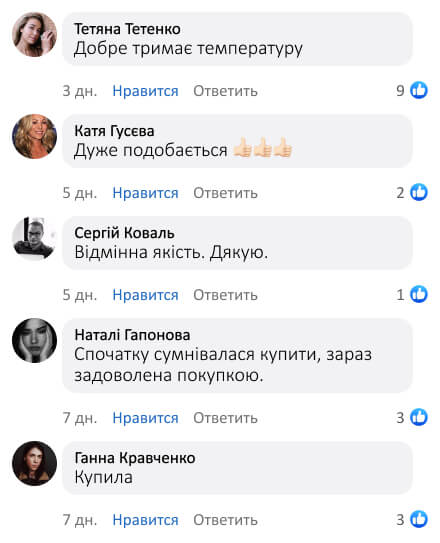 Тетяна Тетенко
Добре тримає температуру
3 дн. Нравится Ответить 9
Катя Гусєва
Дуже подобається 👍🏻👍🏻👍🏻
5 дн. Нравится Ответить 2
Сергій Коваль
Відмінна якість. Дякую.
5 дн. Нравится Ответить 1
Наталі Гапонова
Спочатку сумнівалася купити, зараз
задоволена покупкою.
7 дн. Нравится Ответить 3
Ганна Кравченко
Купила
7 дн. Нравится Ответить 3